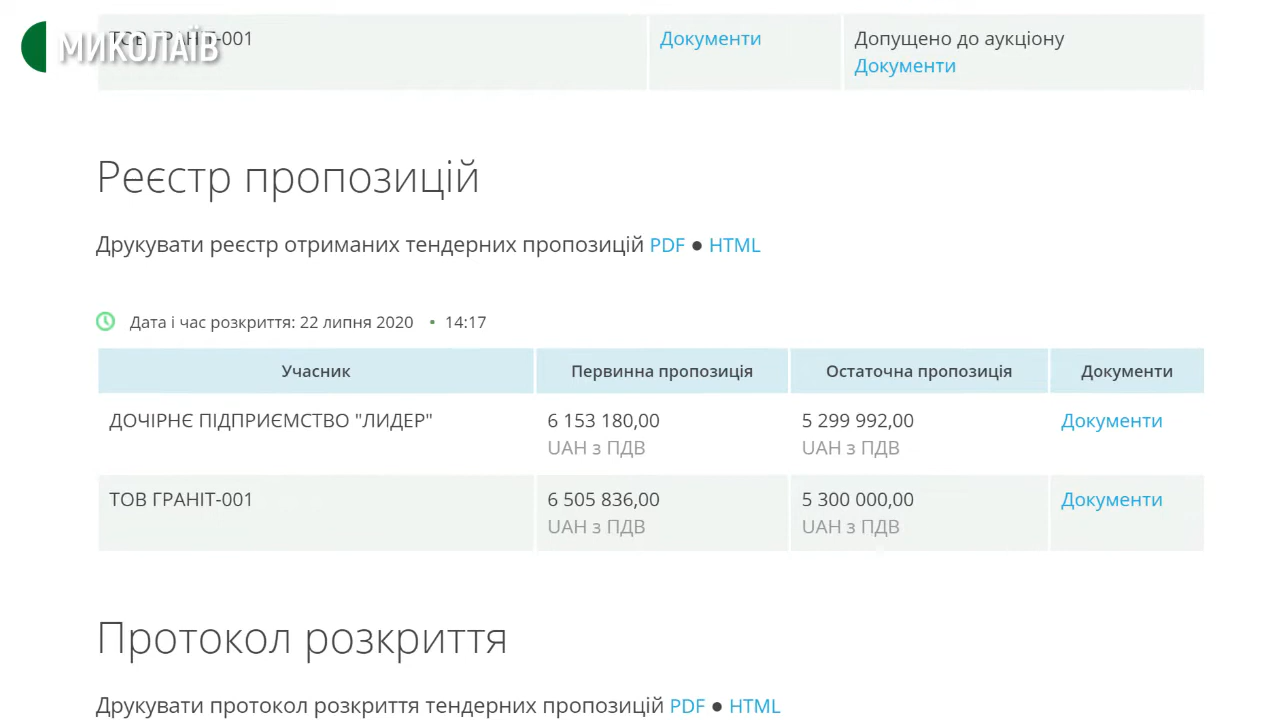 МИКОЛАЇВ
ТОВ ГРАНІТ-001 Документи Допущено до аукціону
Документи
Реєстр пропозицій
Друкувати реєстр отриманих тендерних пропозицій PDF ● HTML
Дата і час розкриття: 22 липня 2020 ▪ 14:17
Учасник Первинна пропозиція Остаточна пропозиція Документи
ДОЧІРНЄ ПІДПРИЄМСТВО "ЛИДЕР" 6 153 180,00 5 299 992,00 Документи
UAH з ПДВ UAH з ПДВ
ТОВ ГРАНІТ-001 6 505 836,00 5 300 000,00 Документи
UAH з ПДВ UAH з ПДВ
Протокол розкриття
Друкувати протокол розкриття тендерних пропозицій PDF ● HTML